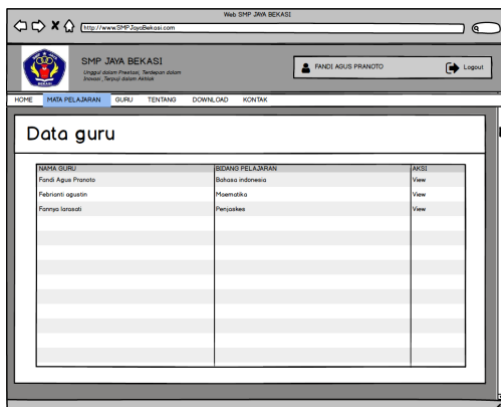 Web SMP JAYA BEKASI
http://www.SMPJayaBekasi.com
SMP JAYA BEKASI
Unggul dalam Prestasi, Terdepan dalam
Inovasi, Terpuji dalam Akhlak
FANDI AGUS PRANOTO
Logout
HOME MATA PELAJARAN GURU TENTANG DOWNLOAD KONTAK
Data guru
NAMA GURU BIDANG PELAJARAN AKSI
Fandi Agus Pranoto Bahasa indonesia View
Febrianti agustin Maematika View
Fannya larasati Penjaskes View